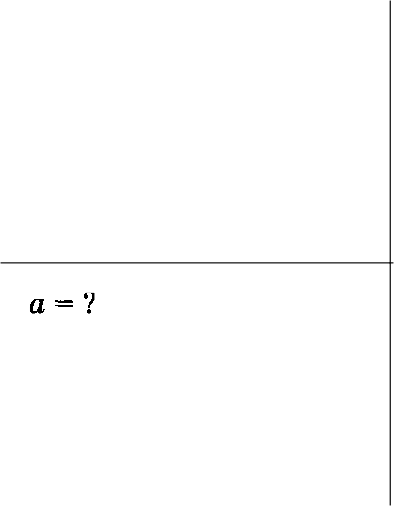 a = ?